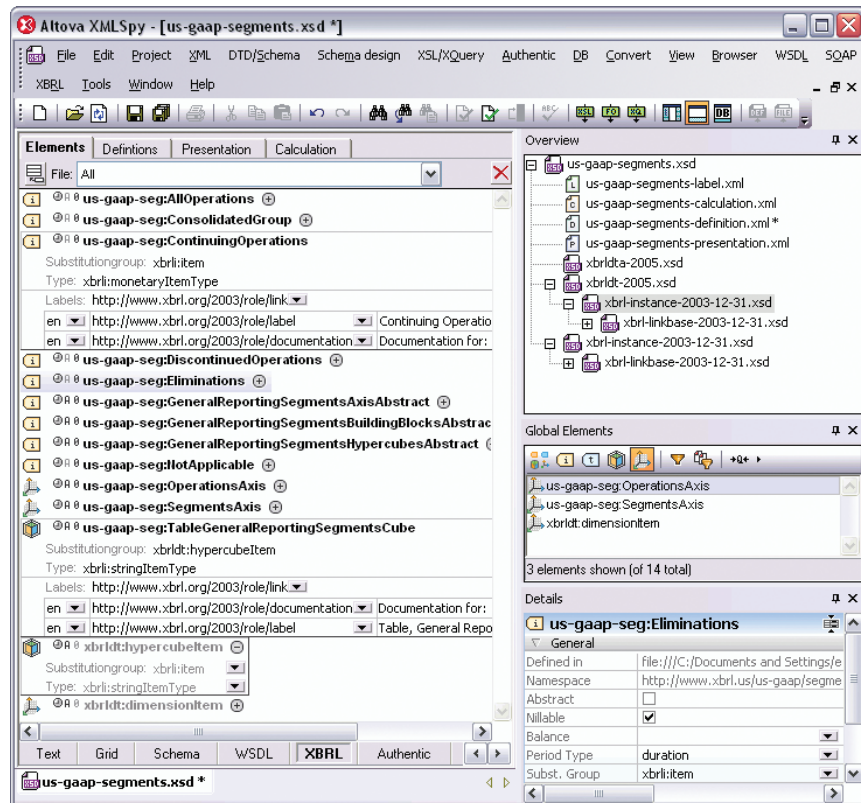 Altova XMLSpy - [us-gaap-segments.xsd *]
File Edit Project XML DTD/Schema Schema design XSL/XQuery Authentic DB Convert View Browser WSDL SOAP
XBRL Tools Window Help
Elements Defintions Presentation Calculation
File: All
us-gaap-seg:AllOperations
us-gaap-seg:ConsolidatedGroup
us-gaap-seg:ContinuingOperations
Substitutiongroup: xbrli:item
Type: xbrli:monetaryItemType
Labels: http://www.xbrl.org/2003/role/link
en http://www.xbrl.org/2003/role/label Continuing Operatio
en http://www.xbrl.org/2003/role/documentation Documentation for:
us-gaap-seg:DiscontinuedOperations
us-gaap-seg:Eliminations
us-gaap-seg:GeneralReportingSegmentsAxisAbstract
us-gaap-seg:GeneralReportingSegmentsBuildingBlocksAbstrac
us-gaap-seg:GeneralReportingSegmentsHypercubesAbstract
us-gaap-seg:NotApplicable
us-gaap-seg:OperationsAxis
us-gaap-seg:SegmentsAxis
us-gaap-seg:TableGeneralReportingSegmentsCube
Substitutiongroup: xbrldt:hypercubeItem
Type: xbrli:stringItemType
Labels: http://www.xbrl.org/2003/role/link
en http://www.xbrl.org/2003/role/documentation Documentation for:
en http://www.xbrl.org/2003/role/label Table, General Repo
xbrldt:hypercubeItem
Substitutiongroup: xbrli:item
Type: xbrli:stringItemType
xbrldt:dimensionItem
Text Grid Schema WSDL XBRL Authentic
us-gaap-segments.xsd *
Overview
us-gaap-segments.xsd
us-gaap-segments-label.xml
us-gaap-segments-calculation.xml
us-gaap-segments-definition.xml *
us-gaap-segments-presentation.xml
xbrldta-2005.xsd
xbrldt-2005.xsd
xbrl-instance-2003-12-31.xsd
xbrl-linkbase-2003-12-31.xsd
xbrl-instance-2003-12-31.xsd
xbrl-linkbase-2003-12-31.xsd
Global Elements
us-gaap-seg:OperationsAxis
us-gaap-seg:SegmentsAxis
xbrldt:dimensionItem
3 elements shown (of 14 total)
Details
us-gaap-seg:Eliminations
General
Defined in file:///C:/Documents and Settings/e
Namespace http://www.xbrl.us/us-gaap/segme
Abstract
Nillable
Balance
Period Type duration
Subst. Group xbrli:item